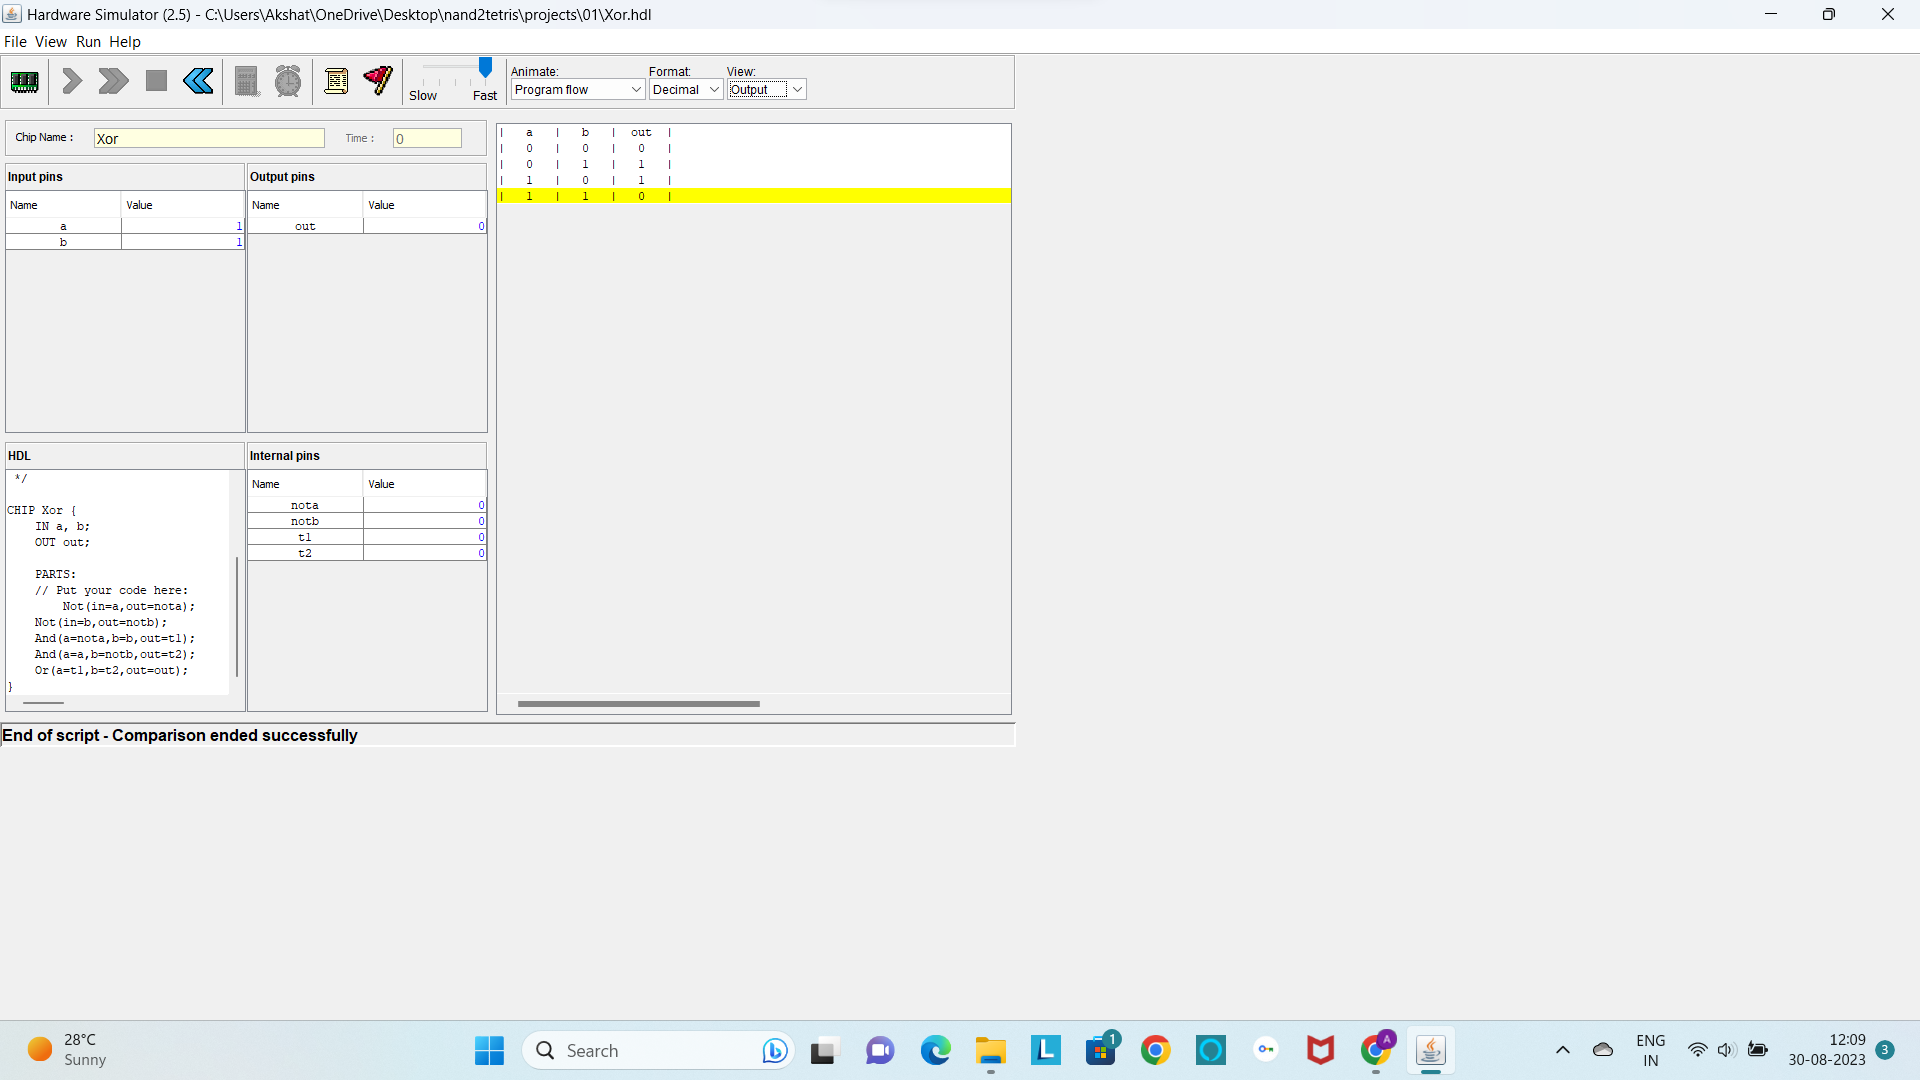 Hardware Simulator (2.5) - C:\Users\Akshat\OneDrive\Desktop\nand2tetris\projects\01\Xor.hdl
File View Run Help
Slow Fast
Animate: Format: View:
Program flow Decimal Output
Chip Name : Xor Time : 0
Input pins Output pins
Name Value Name Value
a 1 out 0
b 1
| a | b | out |
| 0 | 0 | 0 |
| 0 | 1 | 1 |
| 1 | 0 | 1 |
| 1 | 1 | 0 |
HDL
*/
CHIP Xor {
IN a, b;
OUT out;
PARTS:
// Put your code here:
Not(in=a,out=nota);
Not(in=b,out=notb);
And(a=nota,b=b,out=t1);
And(a=a,b=notb,out=t2);
Or(a=t1,b=t2,out=out);
}
Internal pins
Name Value
nota 0
notb 0
t1 0
t2 0
End of script - Comparison ended successfully
28°C
Sunny
Search
L
1
A
ENG
IN
12:09
30-08-2023
3